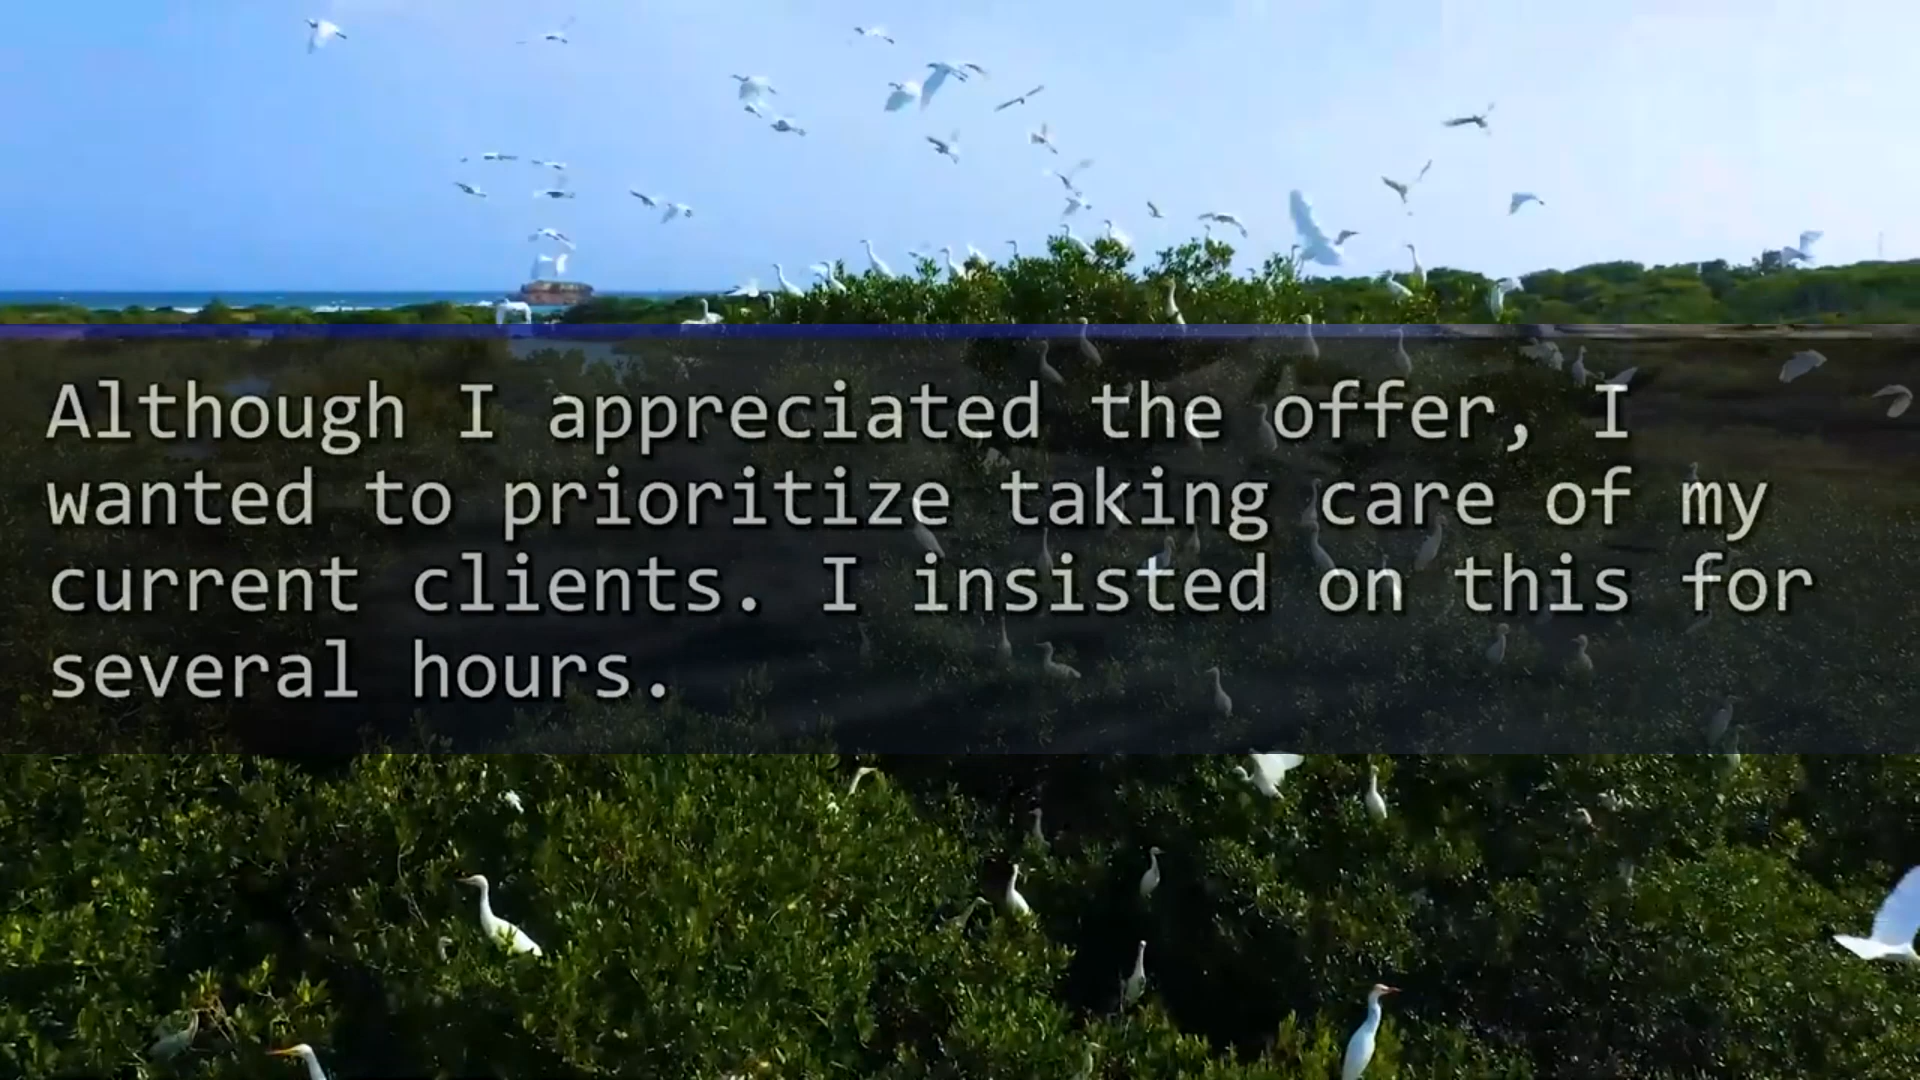 Although I appreciated the offer, I
wanted to prioritize taking care of my
current clients. I insisted on this for
several hours.